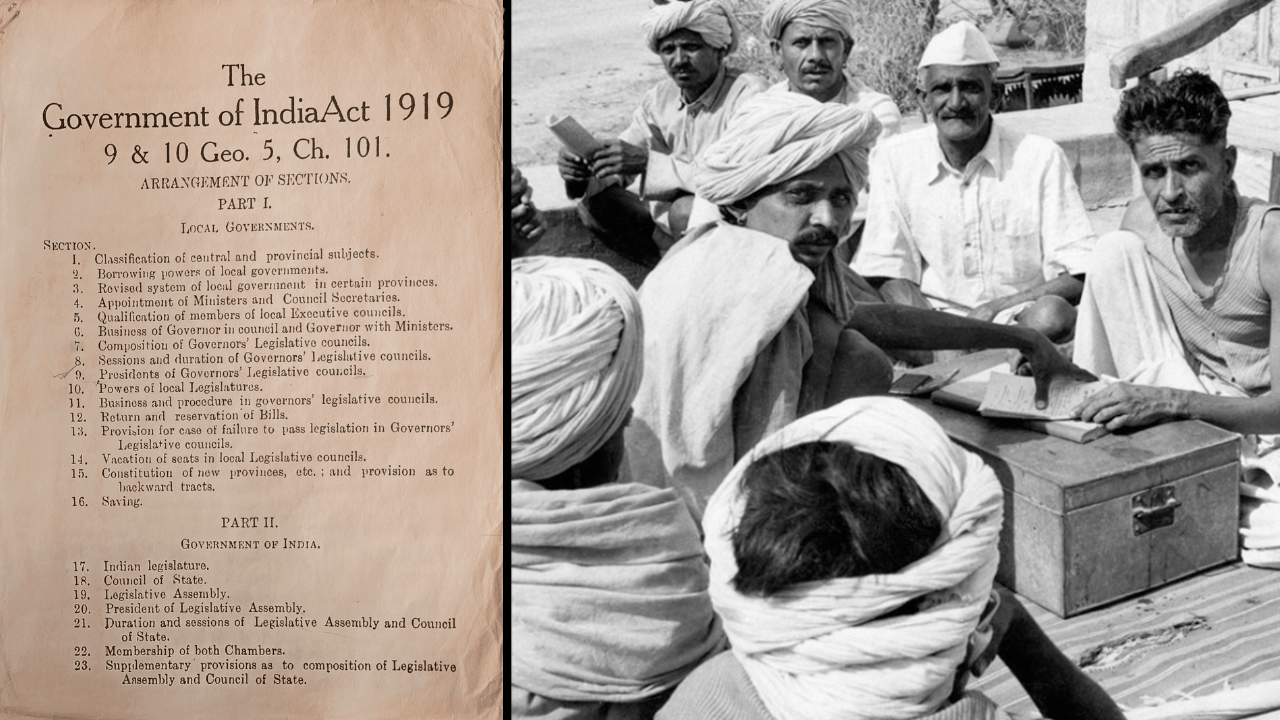 The
Government of India Act 1919
9 & 10 Geo. 5, Ch. 101.
ARRANGEMENT OF SECTIONS.
PART I.
LOCAL GOVERNMENTS.
SECTION.
1. Classification of central and provincial subjects.
2. Borrowing powers of local governments.
3. Revised system of local government in certain provinces.
4. Appointment of Ministers and Council Secretaries.
5. Qualification of members of local Executive councils.
6. Business of Governor in council and Governor with Ministers.
7. Composition of Governors' Legislative councils.
8. Sessions and duration of Governors' Legislative councils.
9. Presidents of Governors' Legislative councils.
10. Powers of local Legislatures.
11. Business and procedure in governors' legislative councils.
12. Return and reservation of Bills.
13. Provision for case of failure to pass legislation in Governors'
Legislative councils.
14. Vacation of seats in local Legislative councils.
15. Constitution of new provinces, etc.; and provision as to
backward tracts.
16. Saving.
PART II.
GOVERNMENT OF INDIA.
17. Indian legislature.
18. Council of State.
19. Legislative Assembly.
20. President of Legislative Assembly.
21. Duration and sessions of Legislative Assembly and Council
of State.
22. Membership of both Chambers.
23. Supplementary provisions as to composition of Legislative
Assembly and Council of State.